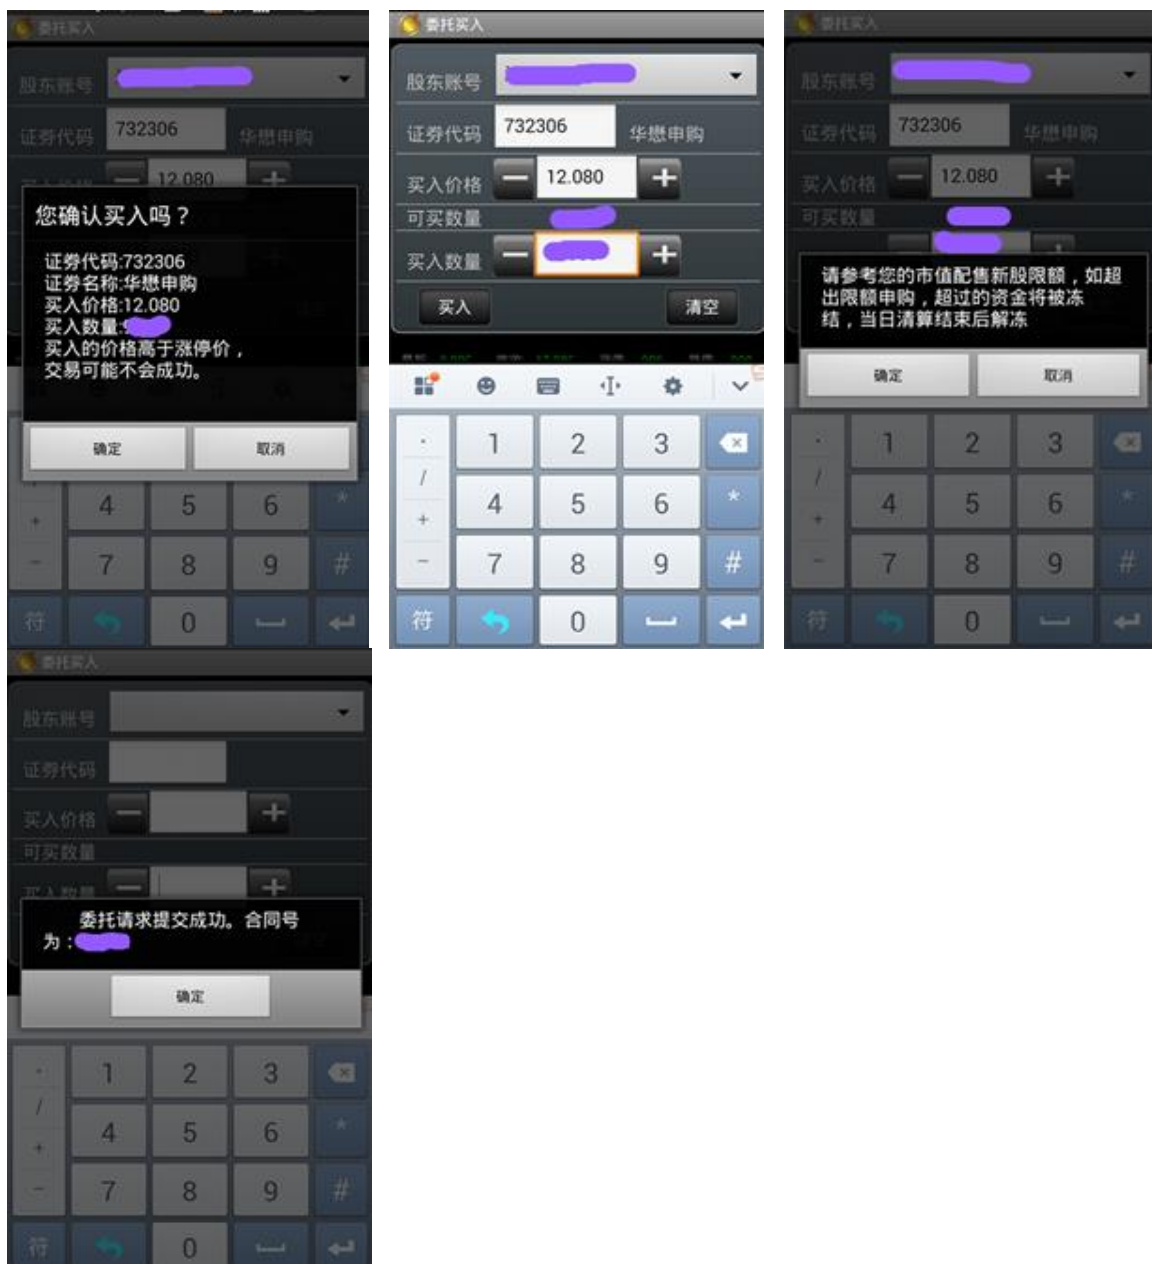 委托买入
股东账号
证券代码 732306 华懋申购
12.080
您确认买入吗？
证券代码:732306
证券名称:华懋申购
买入价格:12.080
买入数量:
买入的价格高于涨停价，
交易可能不会成功。
确定 取消
4 5 6 *
+
- 7 8 9 #
符 0
委托买入
股东账号
证券代码 732306 华懋申购
买入价格 12.080
可买数量
买入数量
买入 清空
· 1 2 3
/
4 5 6 *
+
- 7 8 9 #
符 0
委托买入
股东账号
证券代码 732306 华懋申购
买入价格 12.080
可买数量
请参考您的市值配售新股限额，如超
出限额申购，超过的资金将被冻
结，当日清算结束后解冻
确定 取消
· 1 2 3
/
4 5 6 *
+
- 7 8 9 #
符 0
委托买入
股东账号
证券代码
买入价格
可买数量
买入数量
委托请求提交成功。合同号
为：
确定
· 1 2 3
/
4 5 6 *
+
- 7 8 9 #
符 0